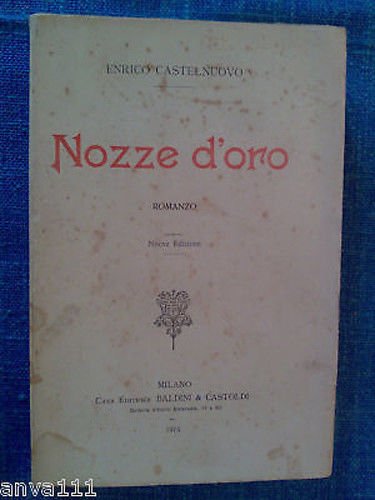 ENRICO CASTELNUOVO
Nozze d'oro
ROMANZO
Nuova Edizione
MILANO
CASA EDITRICE BALDINI & CASTOLDI
anva111